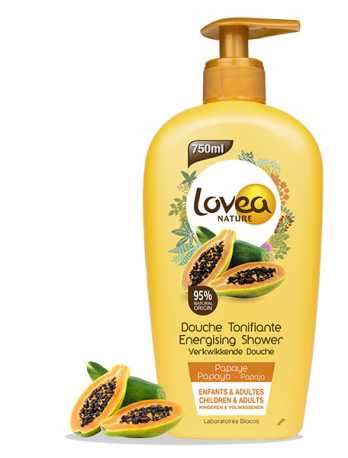 750ml
Lovea
NATURE
95%
NATURAL
ORIGIN
Douche Tonifiante
Energising Shower
Verkwikkende Douche
Papaye
Papaya – Papaja
ENFANTS & ADULTES
CHILDREN & ADULTS
KINDEREN & VOLWASSENEN
Laboratoires Biocos